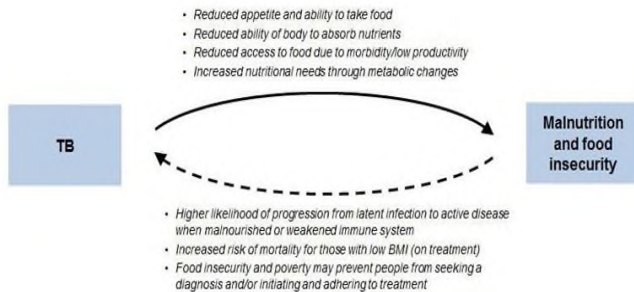 • Reduced appetite and ability to take food
• Reduced ability of body to absorb nutrients
• Reduced access to food due to morbidity/low productivity
• Increased nutritional needs through metabolic changes
TB
Malnutrition
and food
insecurity
• Higher likelihood of progression from latent infection to active disease
when malnourished or weakened immune system
• Increased risk of mortality for those with low BMI (on treatment)
• Food insecurity and poverty may prevent people from seeking a
diagnosis and/or initiating and adhering to treatment